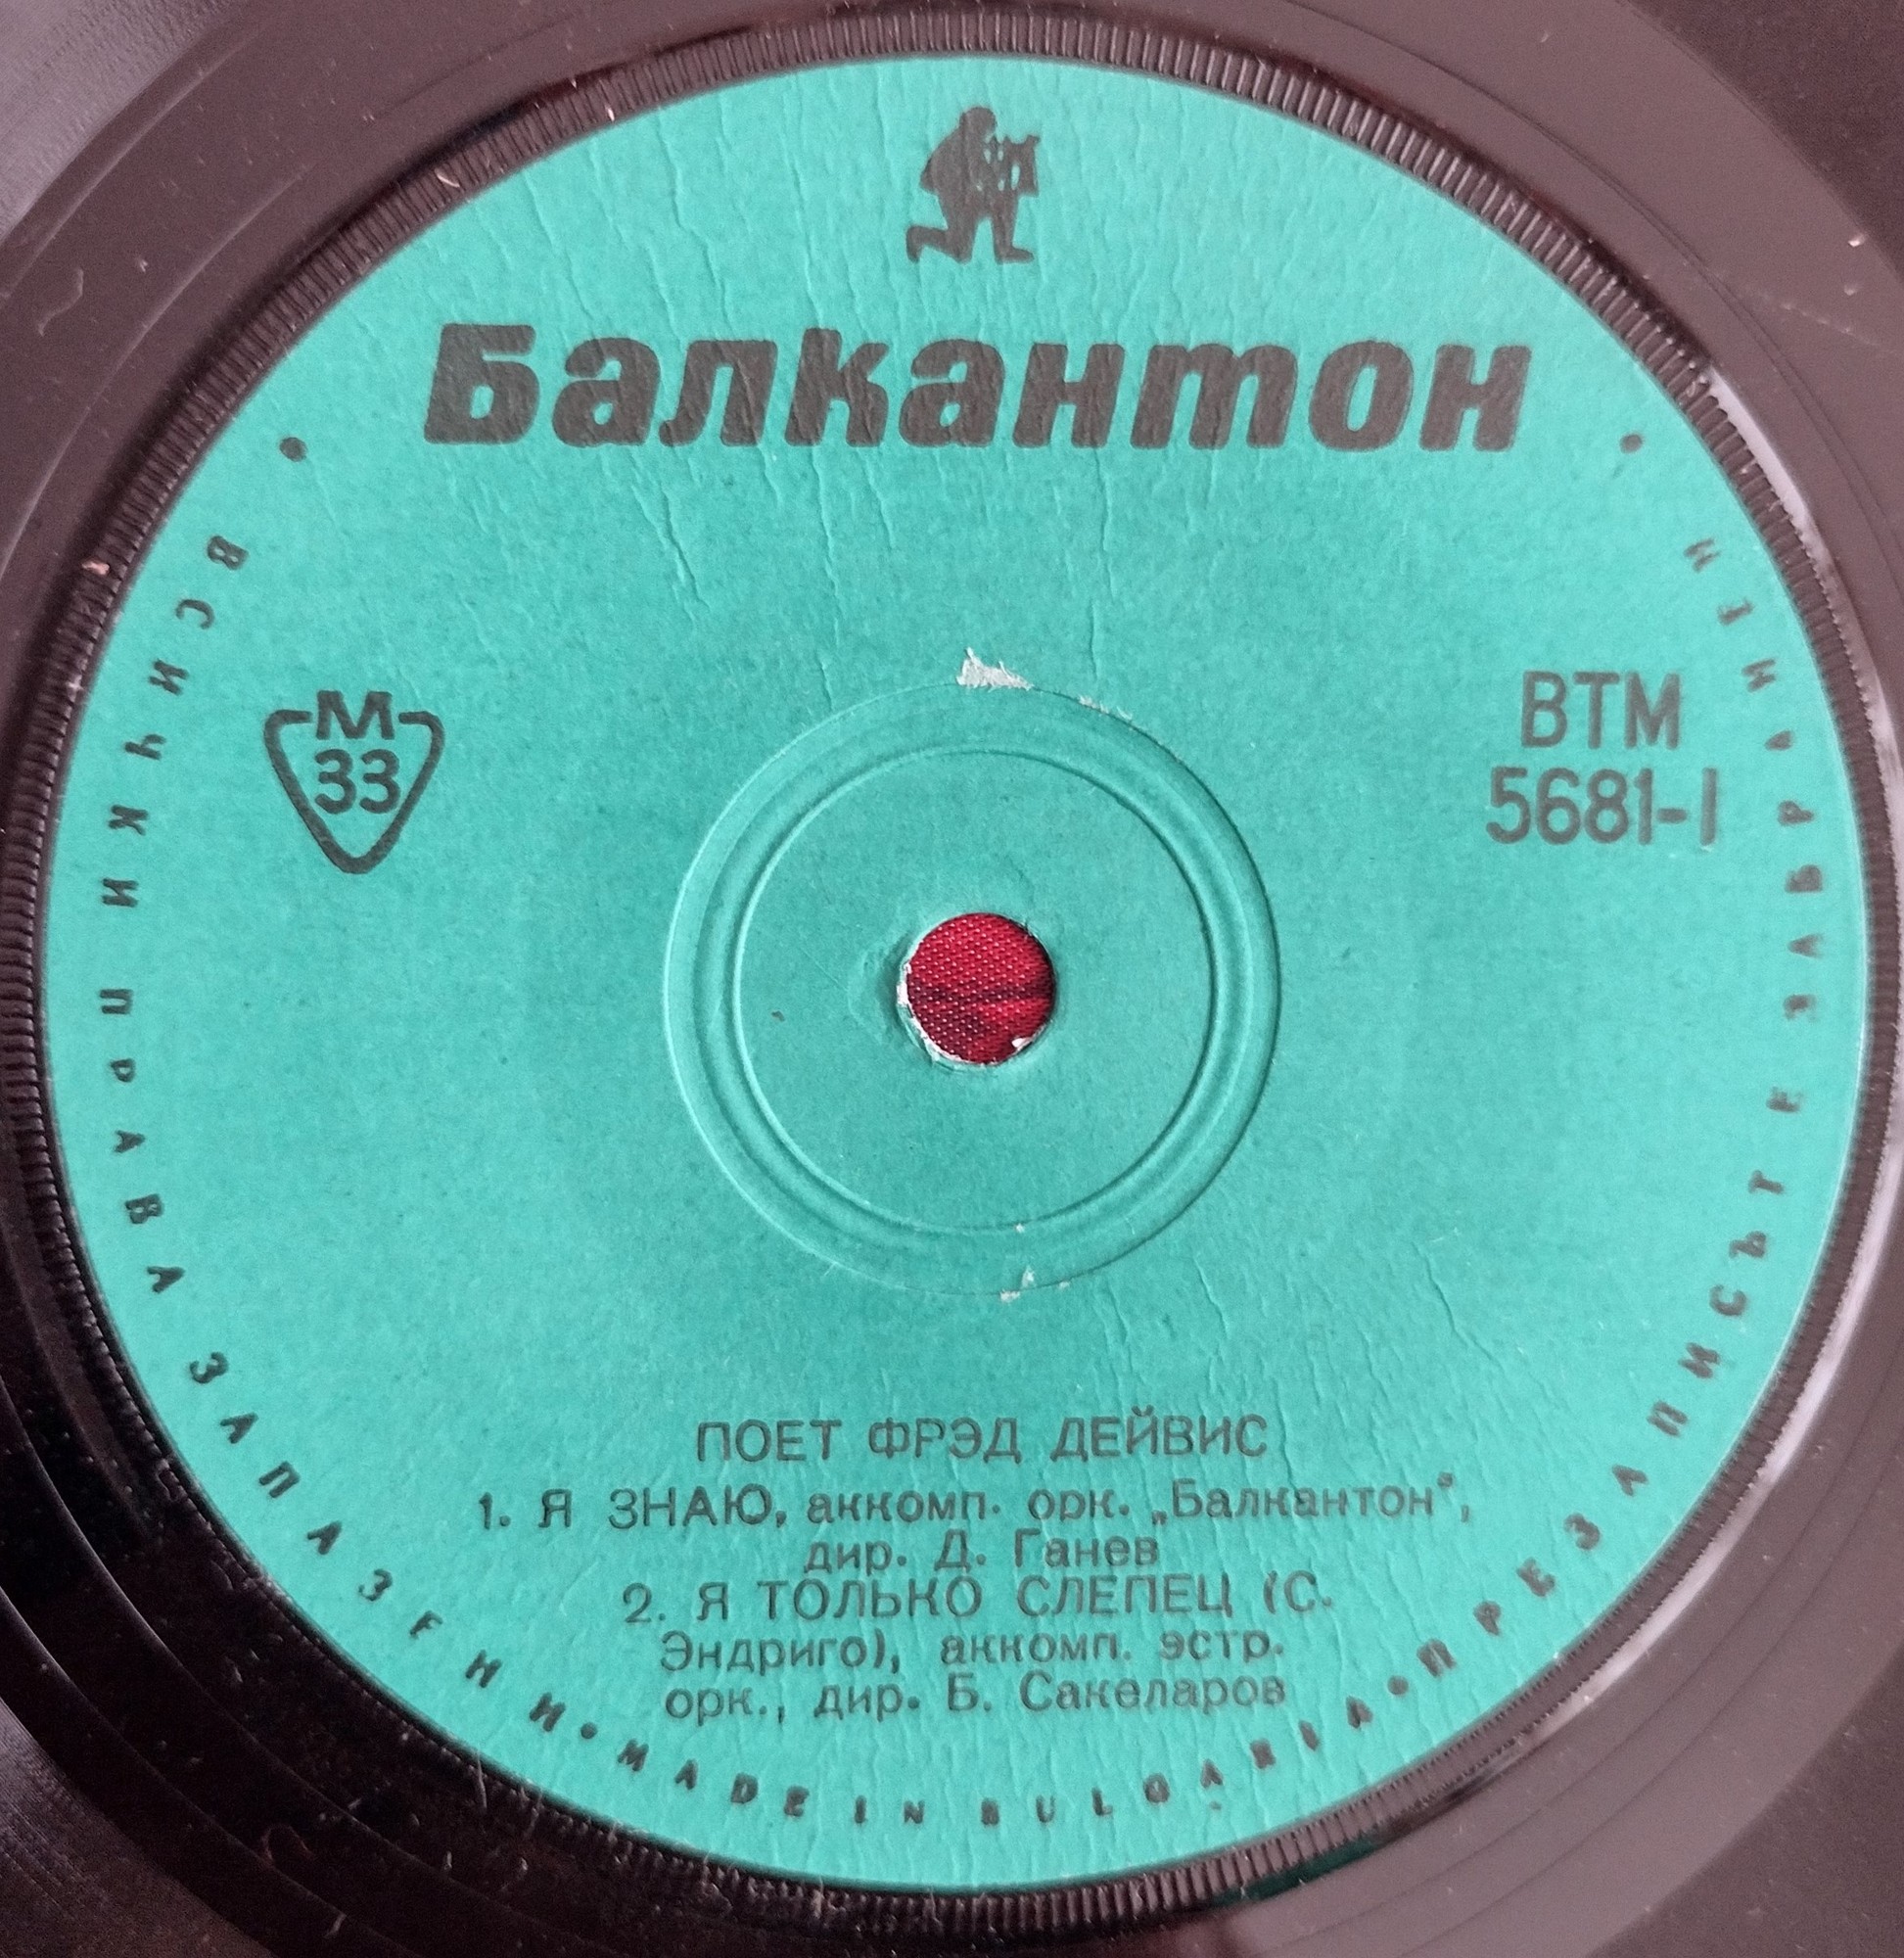 Балкантон
М
33
ВТМ
5681-1
ПОЕТ ФРЭД ДЕЙВИС
1. Я ЗНАЮ, аккомп. орк. „Балкантон“,
дир. Д. Ганев
2. Я ТОЛЬКО СЛЕПЕЦ (С.
Эндриго), аккомп. эстр.
орк., дир. Б. Сакеларов
• ВСИЧКИ ПРАВА ЗАПАЗЕНИ • MADE IN BULGARIA • ПРЕЗАПИСЪТ Е ЗАБРАНЕН •